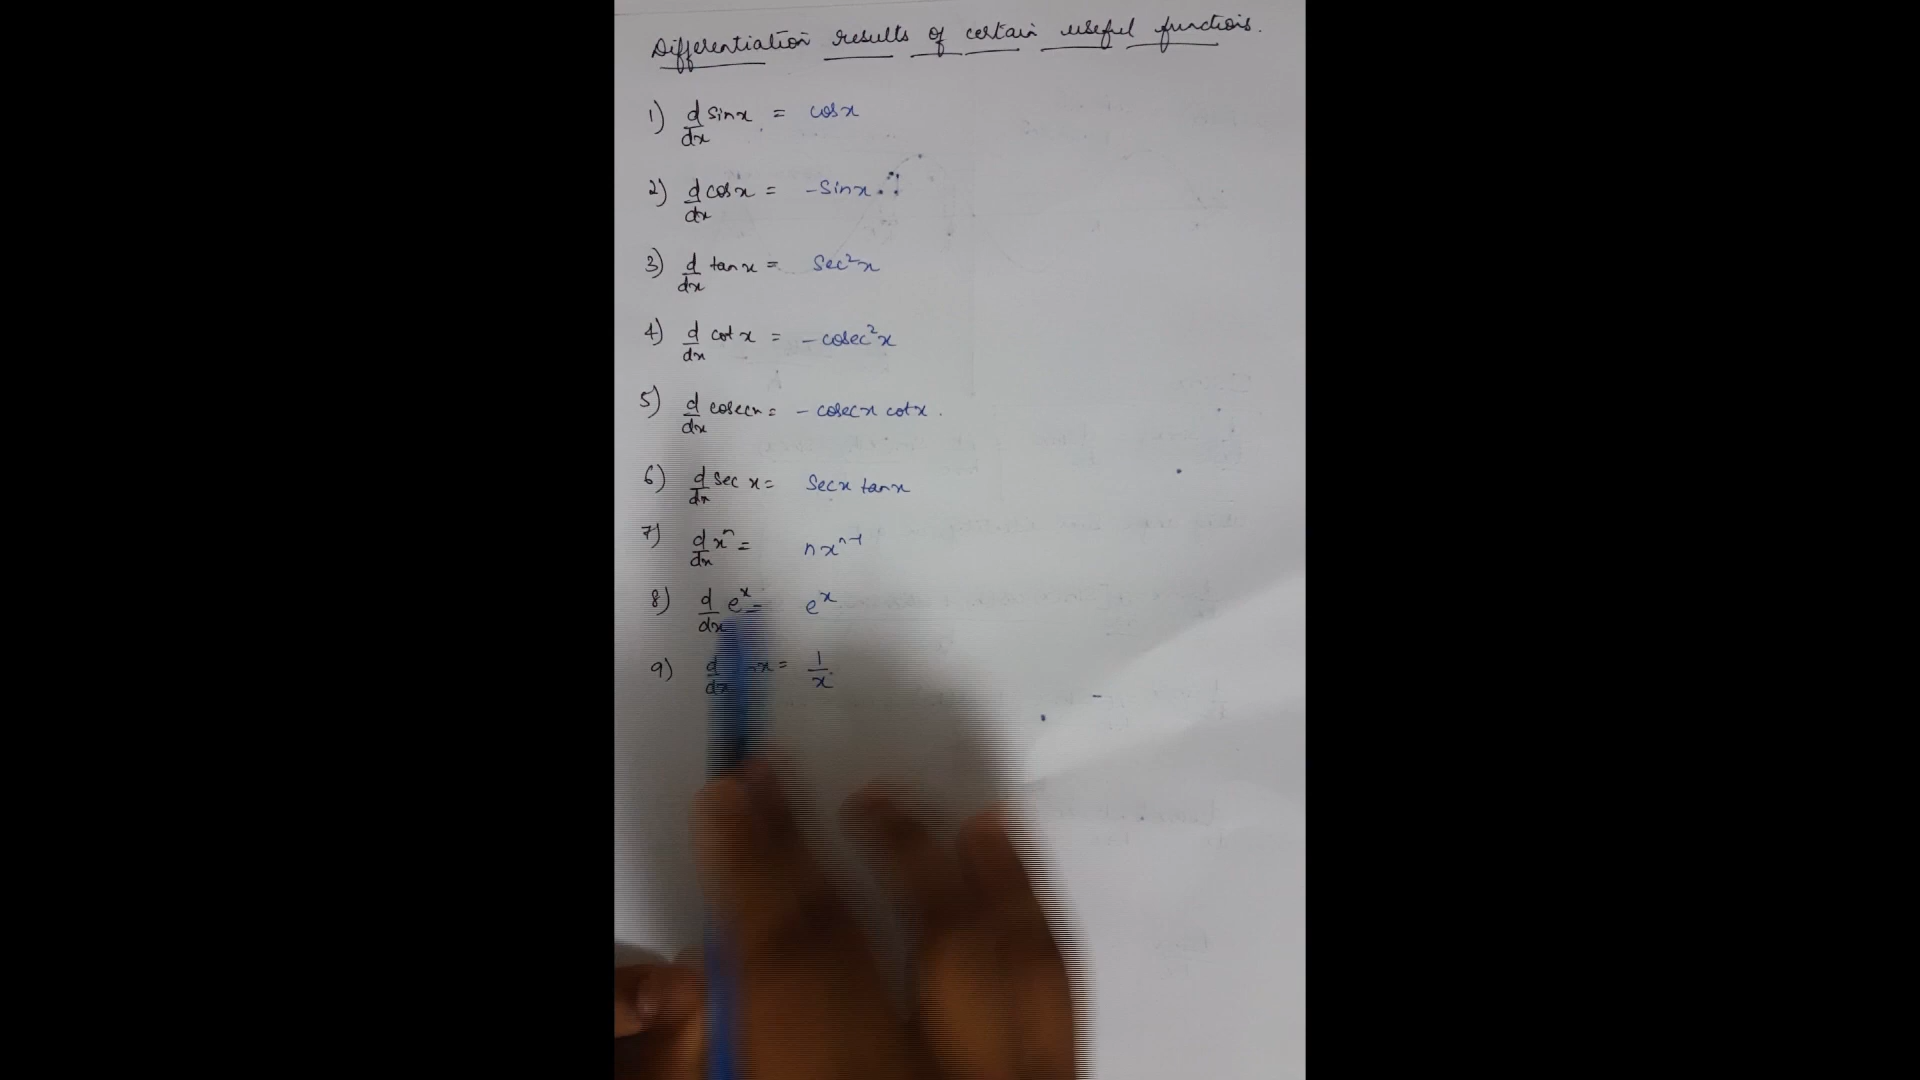 Differentiation results of certain useful functions.
1) d/dx sinx = cosx
2) d/dx cosx = -sinx
3) d/dx tanx = Sec²x
4) d/dx cotx = - cosec²x
5) d/dx cosecx = - cosecx cotx .
6) d/dx sec x = Secx tanx
7) d/dx xⁿ = nxⁿ⁻¹
8) d/dx eˣ = eˣ
9) d/dx x = 1/x